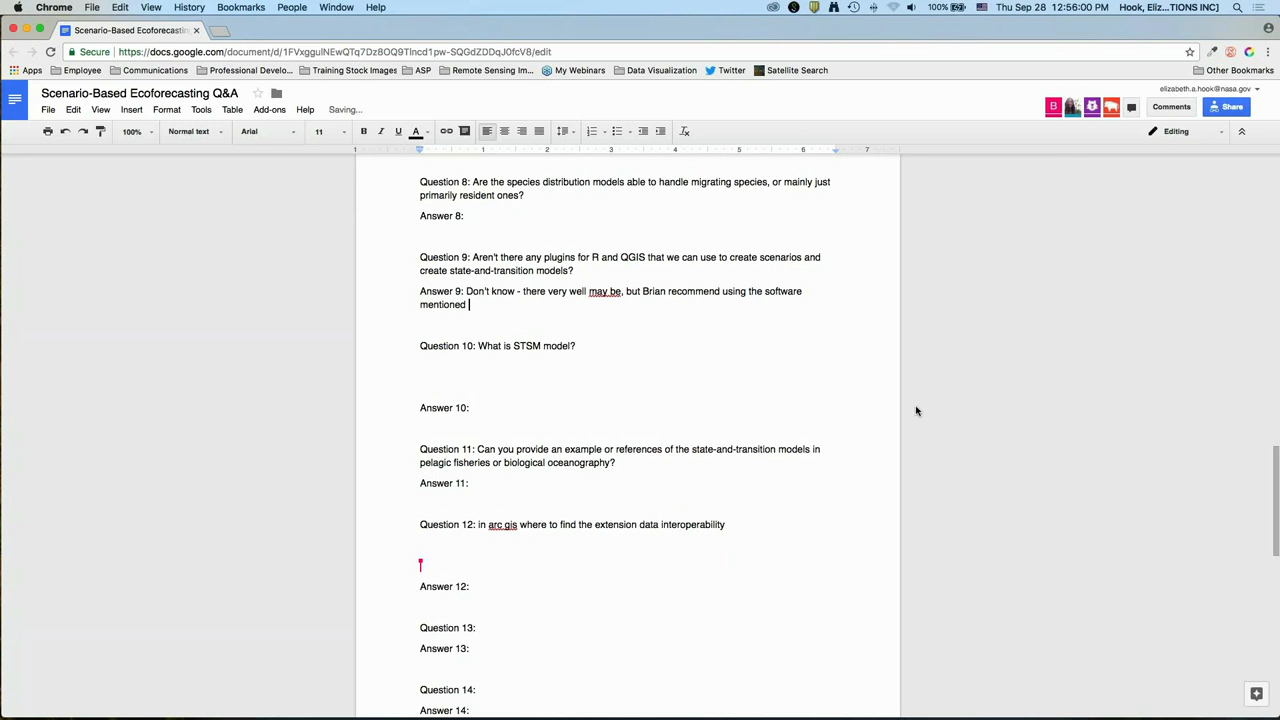 Chrome File Edit View History Bookmarks People Window Help 100% Thu Sep 28 12:56:00 PM Hook, Eliz...TIONS INC]
Scenario-Based Ecoforecasting
Secure https://docs.google.com/document/d/
Apps Employee Communications Professional Develo... Training Stock Images ASP Remote Sensing Im... My Webinars Data Visualization Twitter Satellite Search Other Bookmarks
Scenario-Based Ecoforecasting Q&A
elizabeth.a.hook@nasa.gov
File Edit View Insert Format Tools Table Add-ons Help Saving...
B Comments Share
100% Normal text Arial 11 B I U A Editing
1 1 2 3 4 5 6 7
Question 8: Are the species distribution models able to handle migrating species, or mainly just
primarily resident ones?
Answer 8:
Question 9: Aren't there any plugins for R and QGIS that we can use to create scenarios and
create state-and-transition models?
Answer 9: Don't know - there very well may be, but Brian recommend using the software
mentioned
Question 10: What is STSM model?
Answer 10:
Question 11: Can you provide an example or references of the state-and-transition models in
pelagic fisheries or biological oceanography?
Answer 11:
Question 12: in arc gis where to find the extension data interoperability
Answer 12:
Question 13:
Answer 13:
Question 14:
Answer 14: